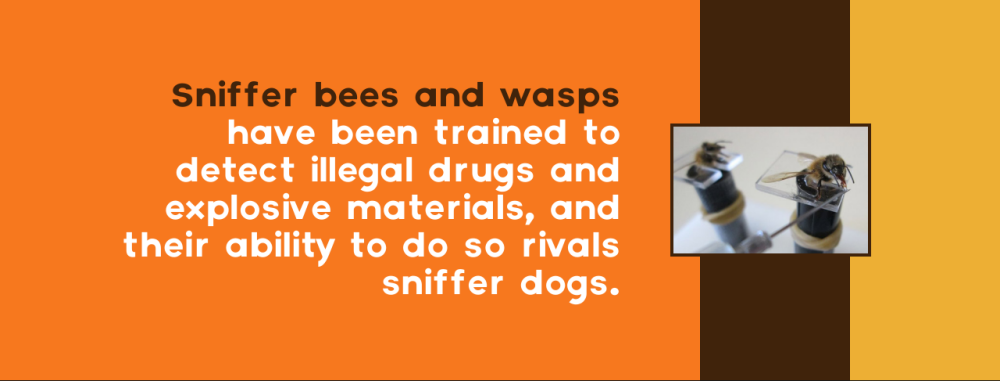 Sniffer bees and wasps
have been trained to
detect illegal drugs and
explosive materials, and
their ability to do so rivals
sniffer dogs.